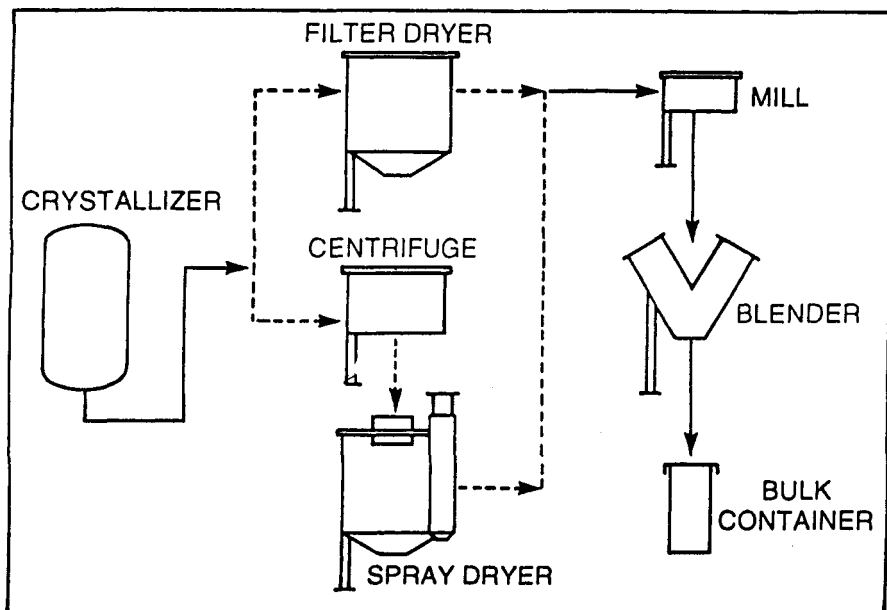 FILTER DRYER
MILL
CRYSTALLIZER
CENTRIFUGE
BLENDER
SPRAY DRYER
BULK
CONTAINER